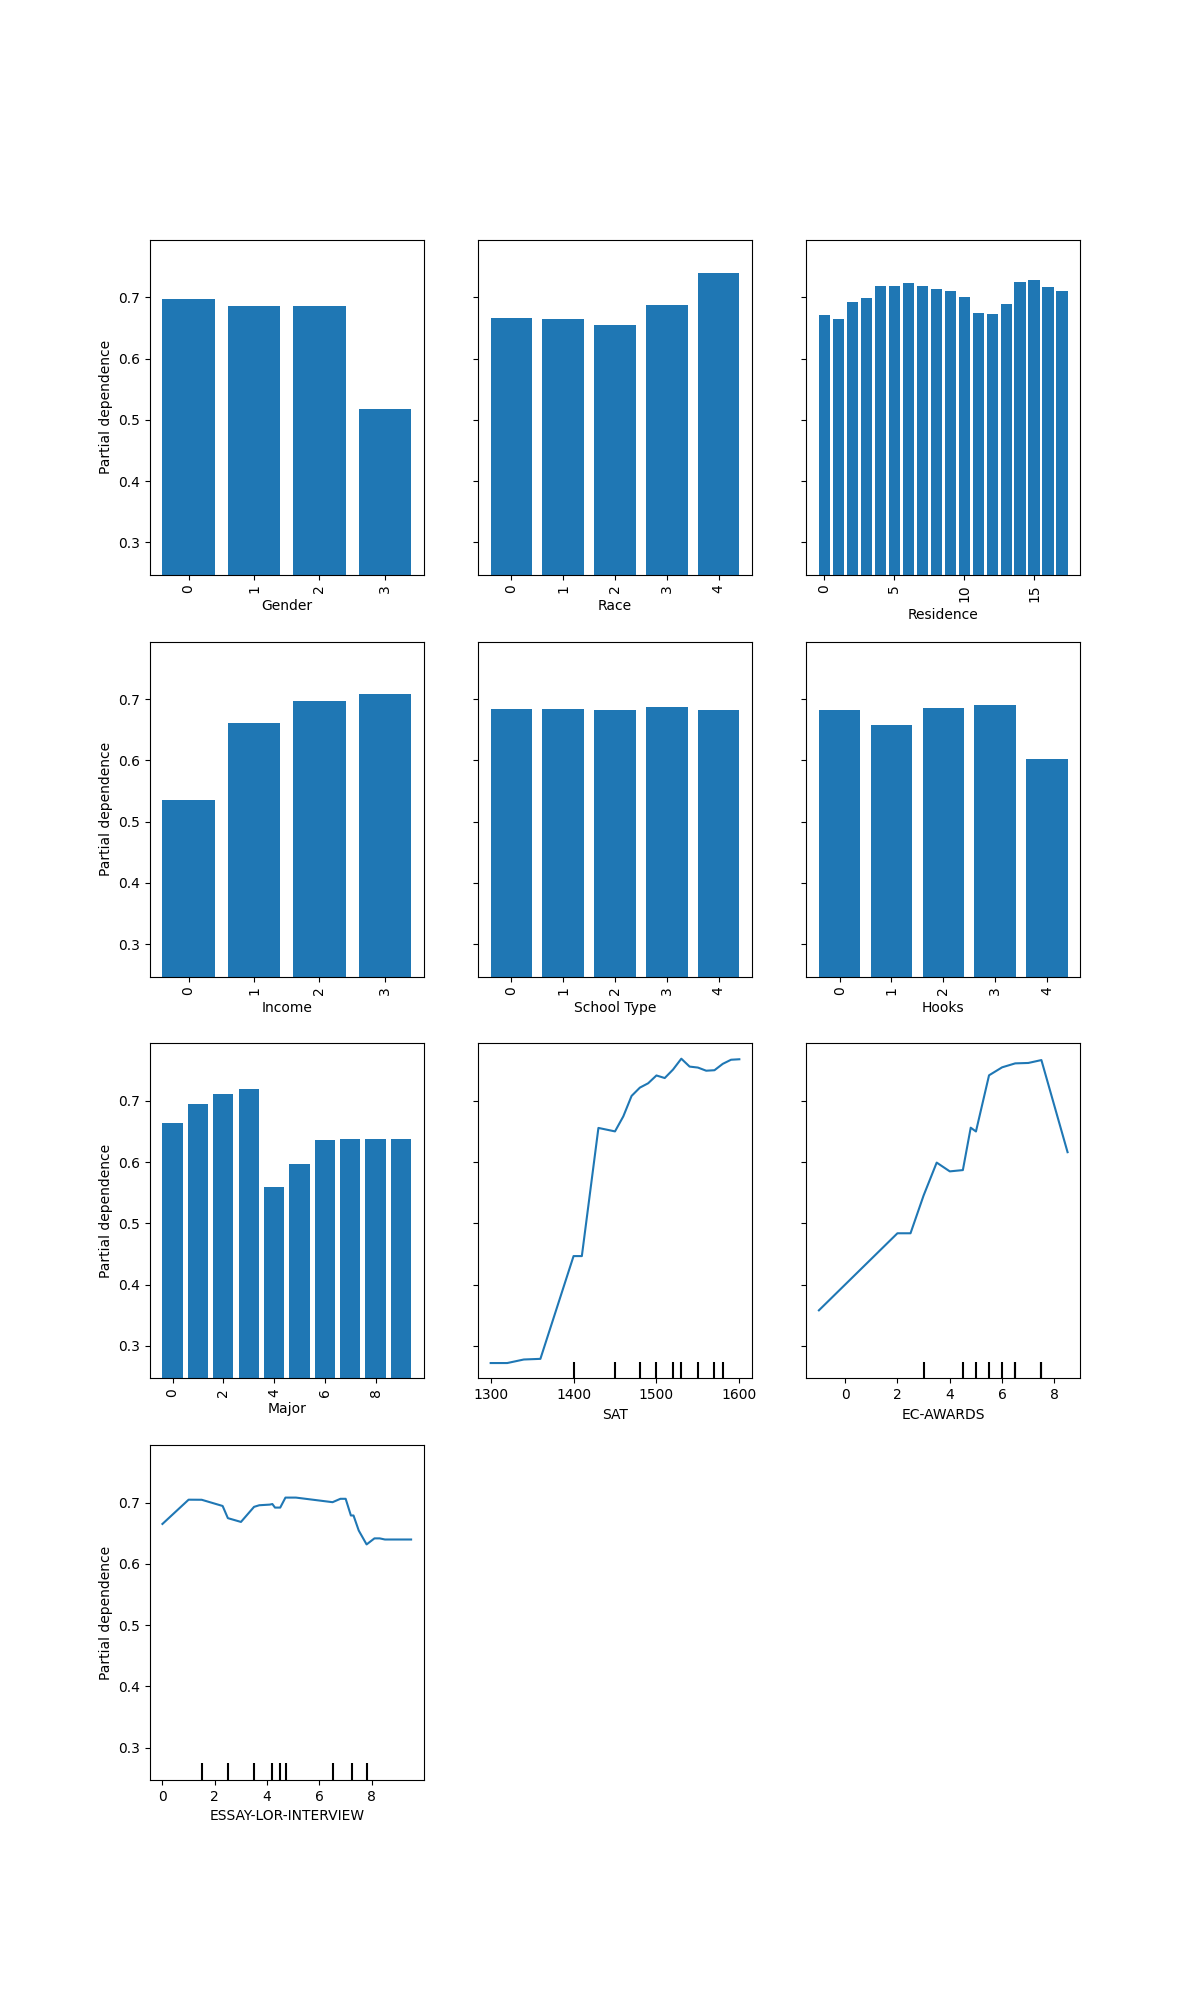 Partial dependence
0.7
0.6
0.5
0.4
0.3
0 1 2 3
Gender
0 1 2 3 4
Race
0 5 10 15
Residence
Partial dependence
0.7
0.6
0.5
0.4
0.3
0 1 2 3
Income
0 1 2 3 4
School Type
0 1 2 3 4
Hooks
Partial dependence
0.7
0.6
0.5
0.4
0.3
0 2 4 6 8
Major
1300 1400 1500 1600
SAT
0 2 4 6 8
EC-AWARDS
Partial dependence
0.7
0.6
0.5
0.4
0.3
0 2 4 6 8
ESSAY-LOR-INTERVIEW